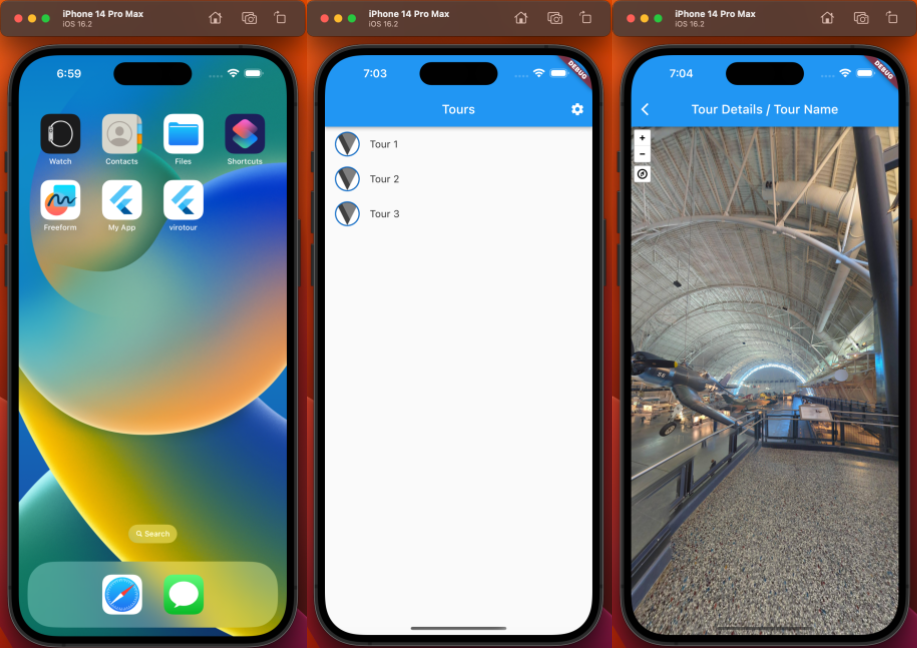 iPhone 14 Pro Max
iOS 16.2
6:59
Watch
Contacts
Files
Shortcuts
Freeform
My App
virotour
Search
iPhone 14 Pro Max
iOS 16.2
7:03
DEBUG
Tours
Tour 1
Tour 2
Tour 3
iPhone 14 Pro Max
iOS 16.2
7:04
DEBUG
Tour Details / Tour Name
+
−